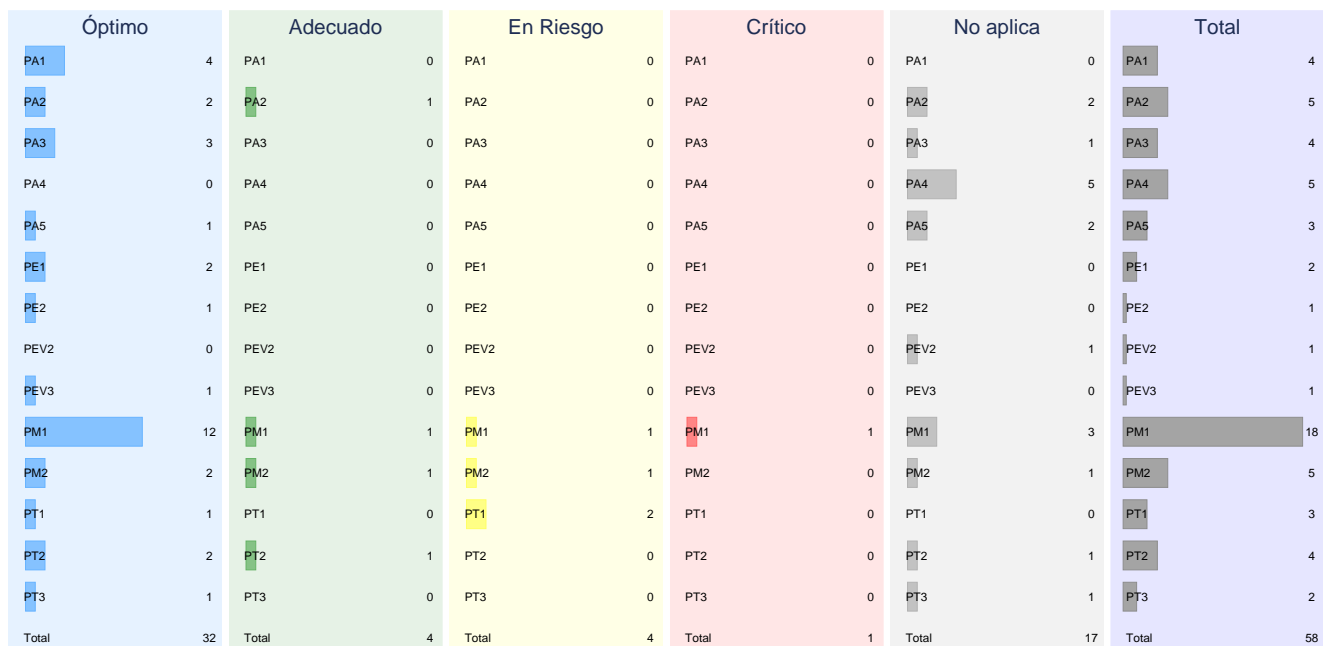 Óptimo Adecuado En Riesgo Crítico No aplica Total
PA1 4 PA1 0 PA1 0 PA1 0 PA1 0 PA1 4
PA2 2 PA2 1 PA2 0 PA2 0 PA2 2 PA2 5
PA3 3 PA3 0 PA3 0 PA3 0 PA3 1 PA3 4
PA4 0 PA4 0 PA4 0 PA4 0 PA4 5 PA4 5
PA5 1 PA5 0 PA5 0 PA5 0 PA5 2 PA5 3
PE1 2 PE1 0 PE1 0 PE1 0 PE1 0 PE1 2
PE2 1 PE2 0 PE2 0 PE2 0 PE2 0 PE2 1
PEV2 0 PEV2 0 PEV2 0 PEV2 0 PEV2 1 PEV2 1
PEV3 1 PEV3 0 PEV3 0 PEV3 0 PEV3 0 PEV3 1
PM1 12 PM1 1 PM1 1 PM1 1 PM1 3 PM1 18
PM2 2 PM2 1 PM2 1 PM2 0 PM2 1 PM2 5
PT1 1 PT1 0 PT1 2 PT1 0 PT1 0 PT1 3
PT2 2 PT2 1 PT2 0 PT2 0 PT2 1 PT2 4
PT3 1 PT3 0 PT3 0 PT3 0 PT3 1 PT3 2
Total 32 Total 4 Total 4 Total 1 Total 17 Total 58